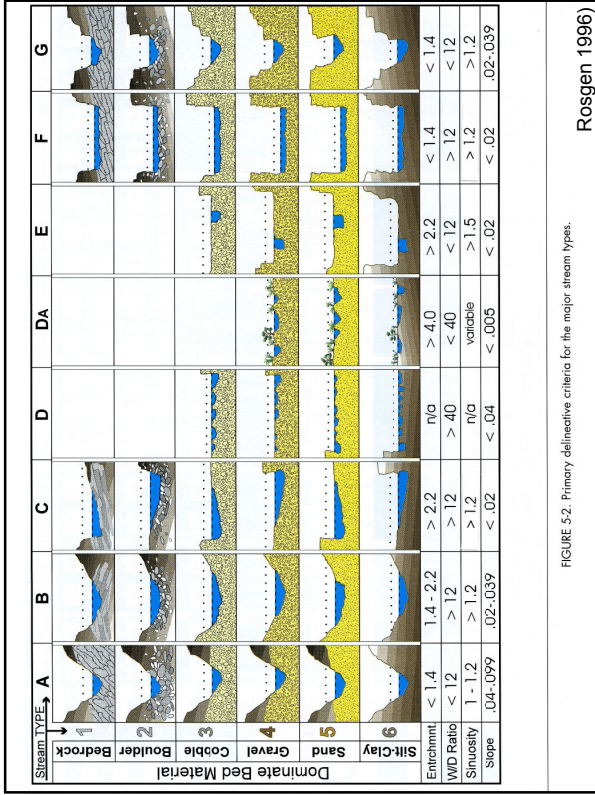 Stream TYPE A B C D DA E F G
Dominate Bed Material
1 Bedrock
2 Boulder
3 Cobble
4 Gravel
5 Sand
6 Silt-Clay
Entrchmnt. < 1.4 1.4 - 2.2 > 2.2 n/a > 4.0 > 2.2 < 1.4 < 1.4
W/D Ratio < 12 > 12 > 12 > 40 < 40 < 12 > 12 < 12
Sinuosity 1 - 1.2 > 1.2 > 1.2 n/a variable > 1.5 > 1.2 > 1.2
Slope .04-.099 .02-.039 < .02 < .04 < .005 < .02 < .02 .02-.039
FIGURE 5-2. Primary delineative criteria for the major stream types.
Rosgen 1996)